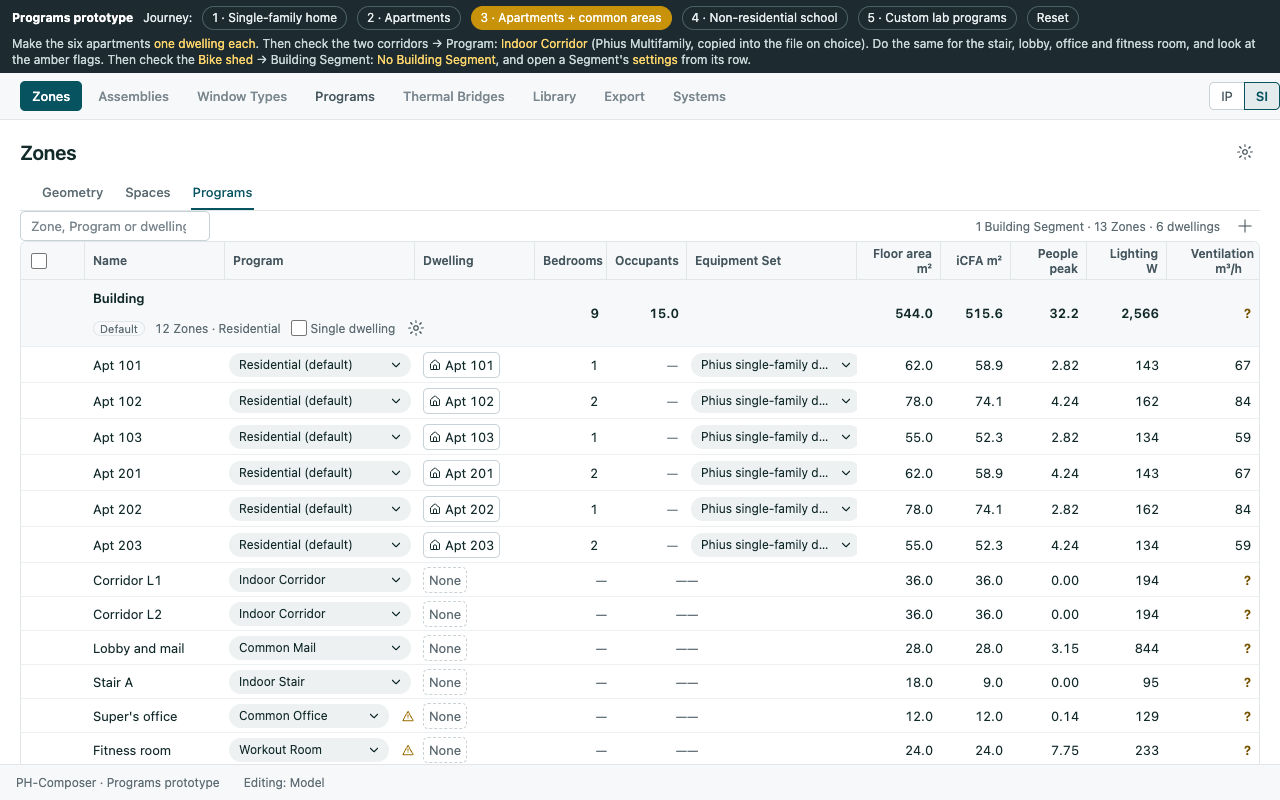 Programs prototype Journey: 1 · Single-family home 2 · Apartments 3 · Apartments + common areas 4 · Non-residential school 5 · Custom lab programs Reset
Make the six apartments one dwelling each. Then check the two corridors → Program: Indoor Corridor (Phius Multifamily, copied into the file on choice). Do the same for the stair, lobby, office and fitness room, and look at
the amber flags. Then check the Bike shed → Building Segment: No Building Segment, and open a Segment's settings from its row.
Zones Assemblies Window Types Programs Thermal Bridges Library Export Systems IP SI
Zones
Geometry Spaces Programs
Zone, Program or dwelling 1 Building Segment · 13 Zones · 6 dwellings
Name Program Dwelling Bedrooms Occupants Equipment Set Floor area m² iCFA m² People peak Lighting W Ventilation m³/h
Building 9 15.0 544.0 515.6 32.2 2,566 ?
Default 12 Zones · Residential Single dwelling
Apt 101 Residential (default) Apt 101 1 — Phius single-family d... 62.0 58.9 2.82 143 67
Apt 102 Residential (default) Apt 102 2 — Phius single-family d... 78.0 74.1 4.24 162 84
Apt 103 Residential (default) Apt 103 1 — Phius single-family d... 55.0 52.3 2.82 134 59
Apt 201 Residential (default) Apt 201 2 — Phius single-family d... 62.0 58.9 4.24 143 67
Apt 202 Residential (default) Apt 202 1 — Phius single-family d... 78.0 74.1 2.82 162 84
Apt 203 Residential (default) Apt 203 2 — Phius single-family d... 55.0 52.3 4.24 134 59
Corridor L1 Indoor Corridor None — — — 36.0 36.0 0.00 194 ?
Corridor L2 Indoor Corridor None — — — 36.0 36.0 0.00 194 ?
Lobby and mail Common Mail None — — — 28.0 28.0 3.15 844 ?
Stair A Indoor Stair None — — — 18.0 9.0 0.00 95 ?
Super's office Common Office None — — — 12.0 12.0 0.14 129 ?
Fitness room Workout Room None — — — 24.0 24.0 7.75 233 ?
PH-Composer · Programs prototype Editing: Model